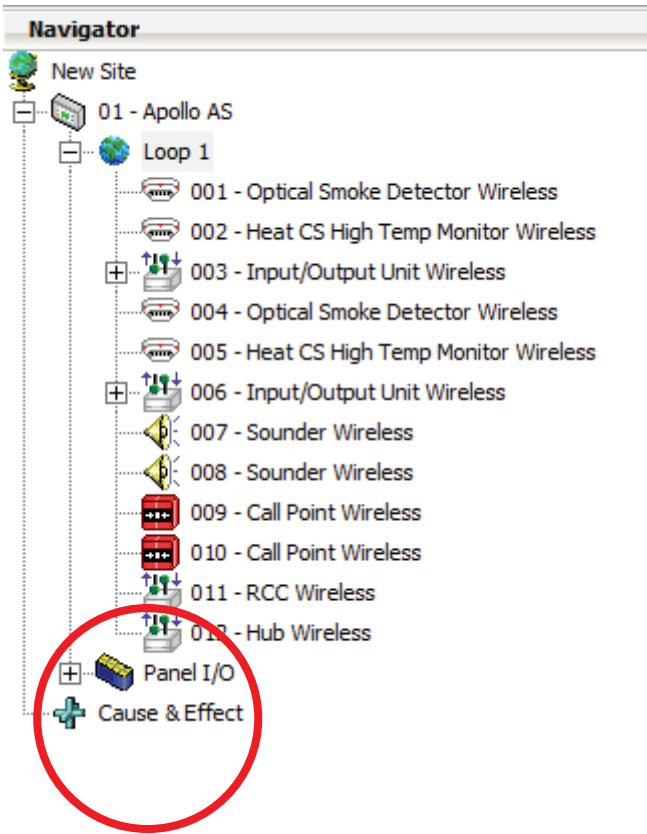 Navigator
New Site
01 - Apollo AS
Loop 1
001 - Optical Smoke Detector Wireless
002 - Heat CS High Temp Monitor Wireless
003 - Input/Output Unit Wireless
004 - Optical Smoke Detector Wireless
005 - Heat CS High Temp Monitor Wireless
006 - Input/Output Unit Wireless
007 - Sounder Wireless
008 - Sounder Wireless
009 - Call Point Wireless
010 - Call Point Wireless
011 - RCC Wireless
012 - Hub Wireless
Panel I/O
Cause & Effect